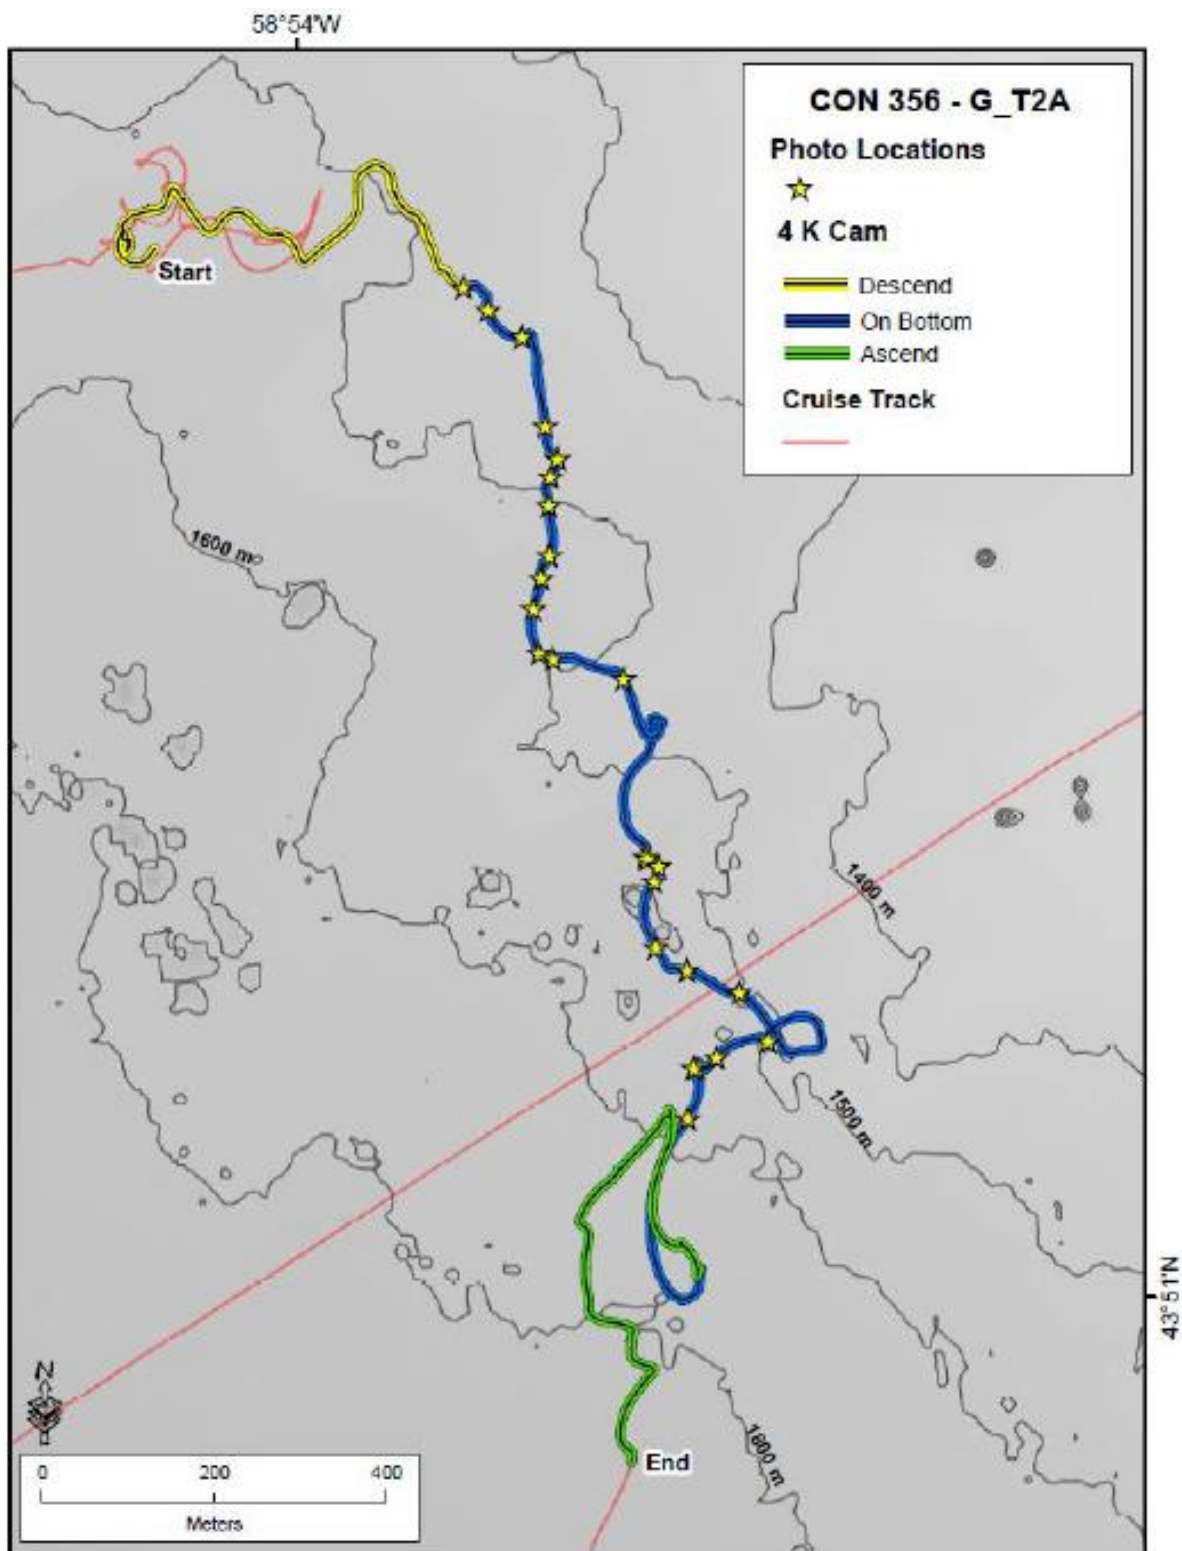 58°54'W
CON 356 - G_T2A
Photo Locations
4 K Cam
Descend
On Bottom
Ascend
Cruise Track
Start
1600 m
1400 m
1500 m
43°51'N
N
End
1600 m
0 200 400
Meters